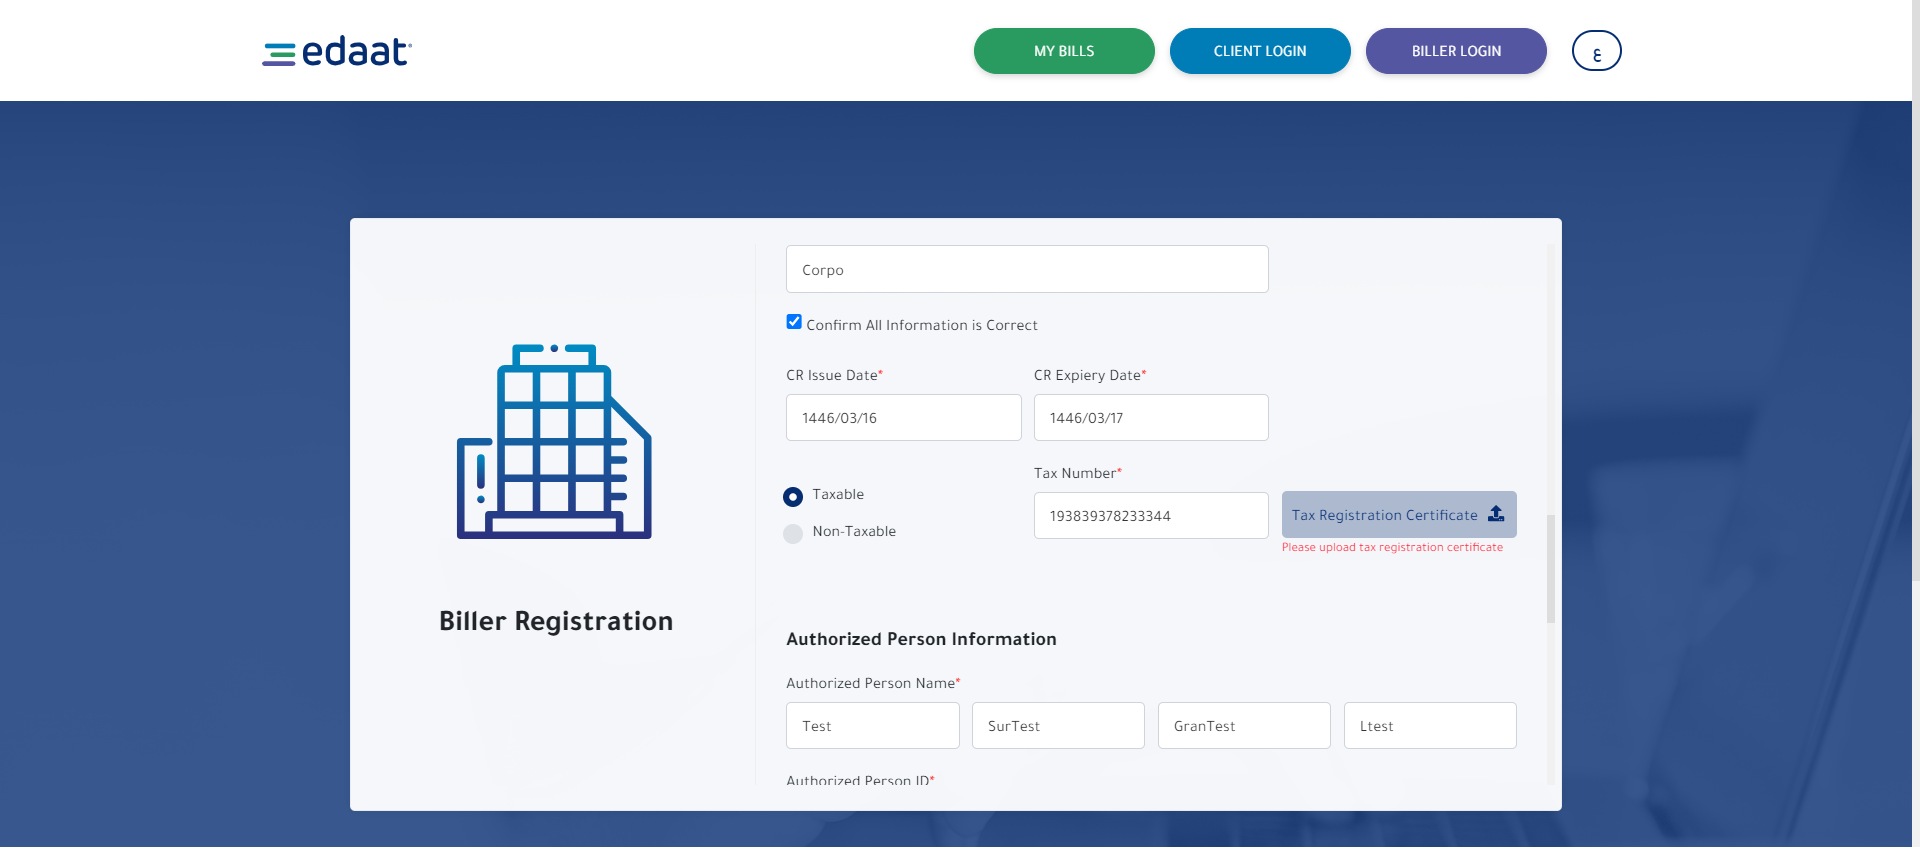 edaat
MY BILLS
CLIENT LOGIN
BILLER LOGIN
ع
Corpo
Confirm All Information is Correct
CR Issue Date*
CR Expiery Date*
1446/03/16
1446/03/17
Tax Number*
Taxable
193839378233344
Tax Registration Certificate
Non-Taxable
Please upload tax registration certificate
Biller Registration
Authorized Person Information
Authorized Person Name*
Test
SurTest
GranTest
Ltest
Authorized Person ID*